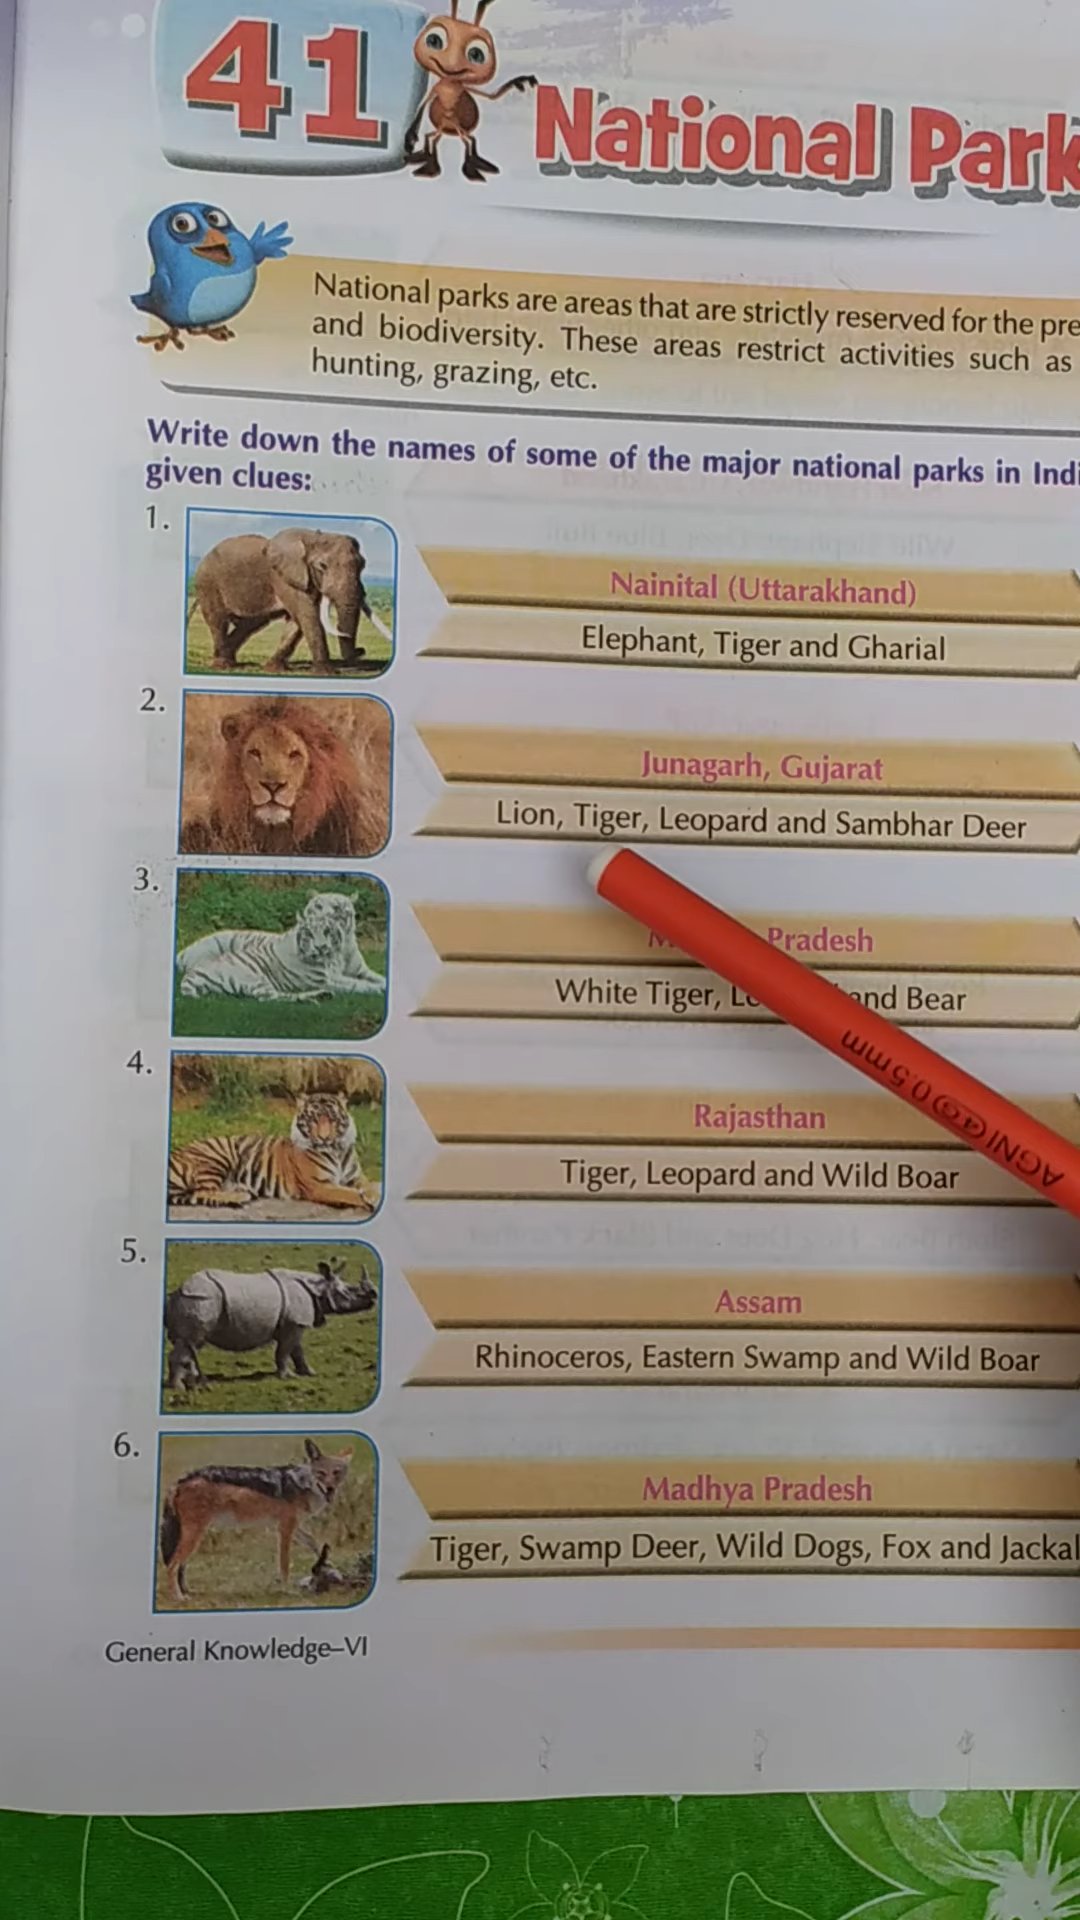 41
National Park
National parks are areas that are strictly reserved for the pre
and biodiversity. These areas restrict activities such as
hunting, grazing, etc.
Write down the names of some of the major national parks in Indi
given clues:
1.
Nainital (Uttarakhand)
Elephant, Tiger and Gharial
2.
Junagarh, Gujarat
Lion, Tiger, Leopard and Sambhar Deer
3.
Pradesh
White Tiger, and Bear
4.
Rajasthan
Tiger, Leopard and Wild Boar
AGNI 0.5mm
5.
Assam
Rhinoceros, Eastern Swamp and Wild Boar
6.
Madhya Pradesh
Tiger, Swamp Deer, Wild Dogs, Fox and Jackal
General Knowledge–VI